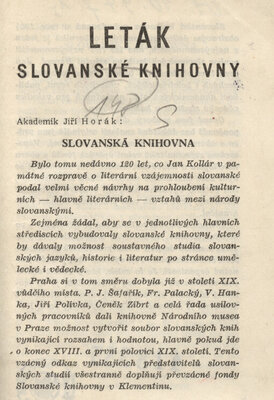 LETÁK
SLOVANSKÉ KNIHOVNY
Akademik Jiří Horák:
SLOVANSKÁ KNIHOVNA
Bylo tomu nedávno 120 let, co Jan Kollár v pa-
mátné rozpravě o literární vzájemnosti slovanské
podal velmi věcné návrhy na prohloubení kultur-
ních — hlavně literárních — vztahů mezi národy
slovanskými.
Zejména žádal, aby se v jednotlivých hlavních
střediscích vybudovaly slovanské knihovny, které
by dávaly možnost soustavného studia slovan-
ských jazyků, historie i literatur po stránce uměle-
cké i vědecké.
Praha si v tom směru dobyla již v století XIX.
vůdčího místa. P. J. Šafařík, Fr. Palacký, V. Han-
ka, Jiří Polívka, Čeněk Zíbrt a celá řada usilov-
ných pracovníků dali knihovně Národního musea
v Praze možnost vytvořit soubor slovanských knih
vynikající rozsahem i hodnotou, hlavně pokud jde
o konec XVIII. a první polovici XIX. století. Tento
vzácný odkaz vynikajících představitelů slovan-
ských studií všestranně doplňují převzácné fondy
Slovanské knihovny v Klementinu.